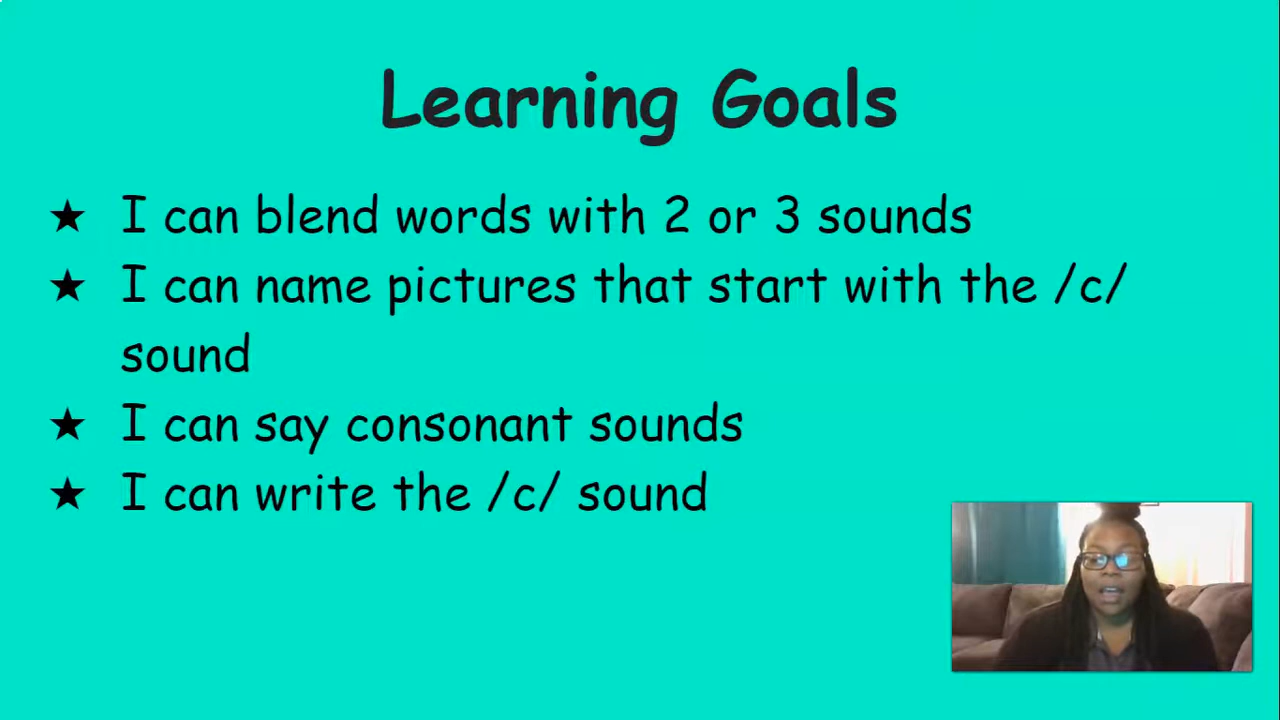 Learning Goals
★ I can blend words with 2 or 3 sounds
★ I can name pictures that start with the /c/
sound
★ I can say consonant sounds
★ I can write the /c/ sound